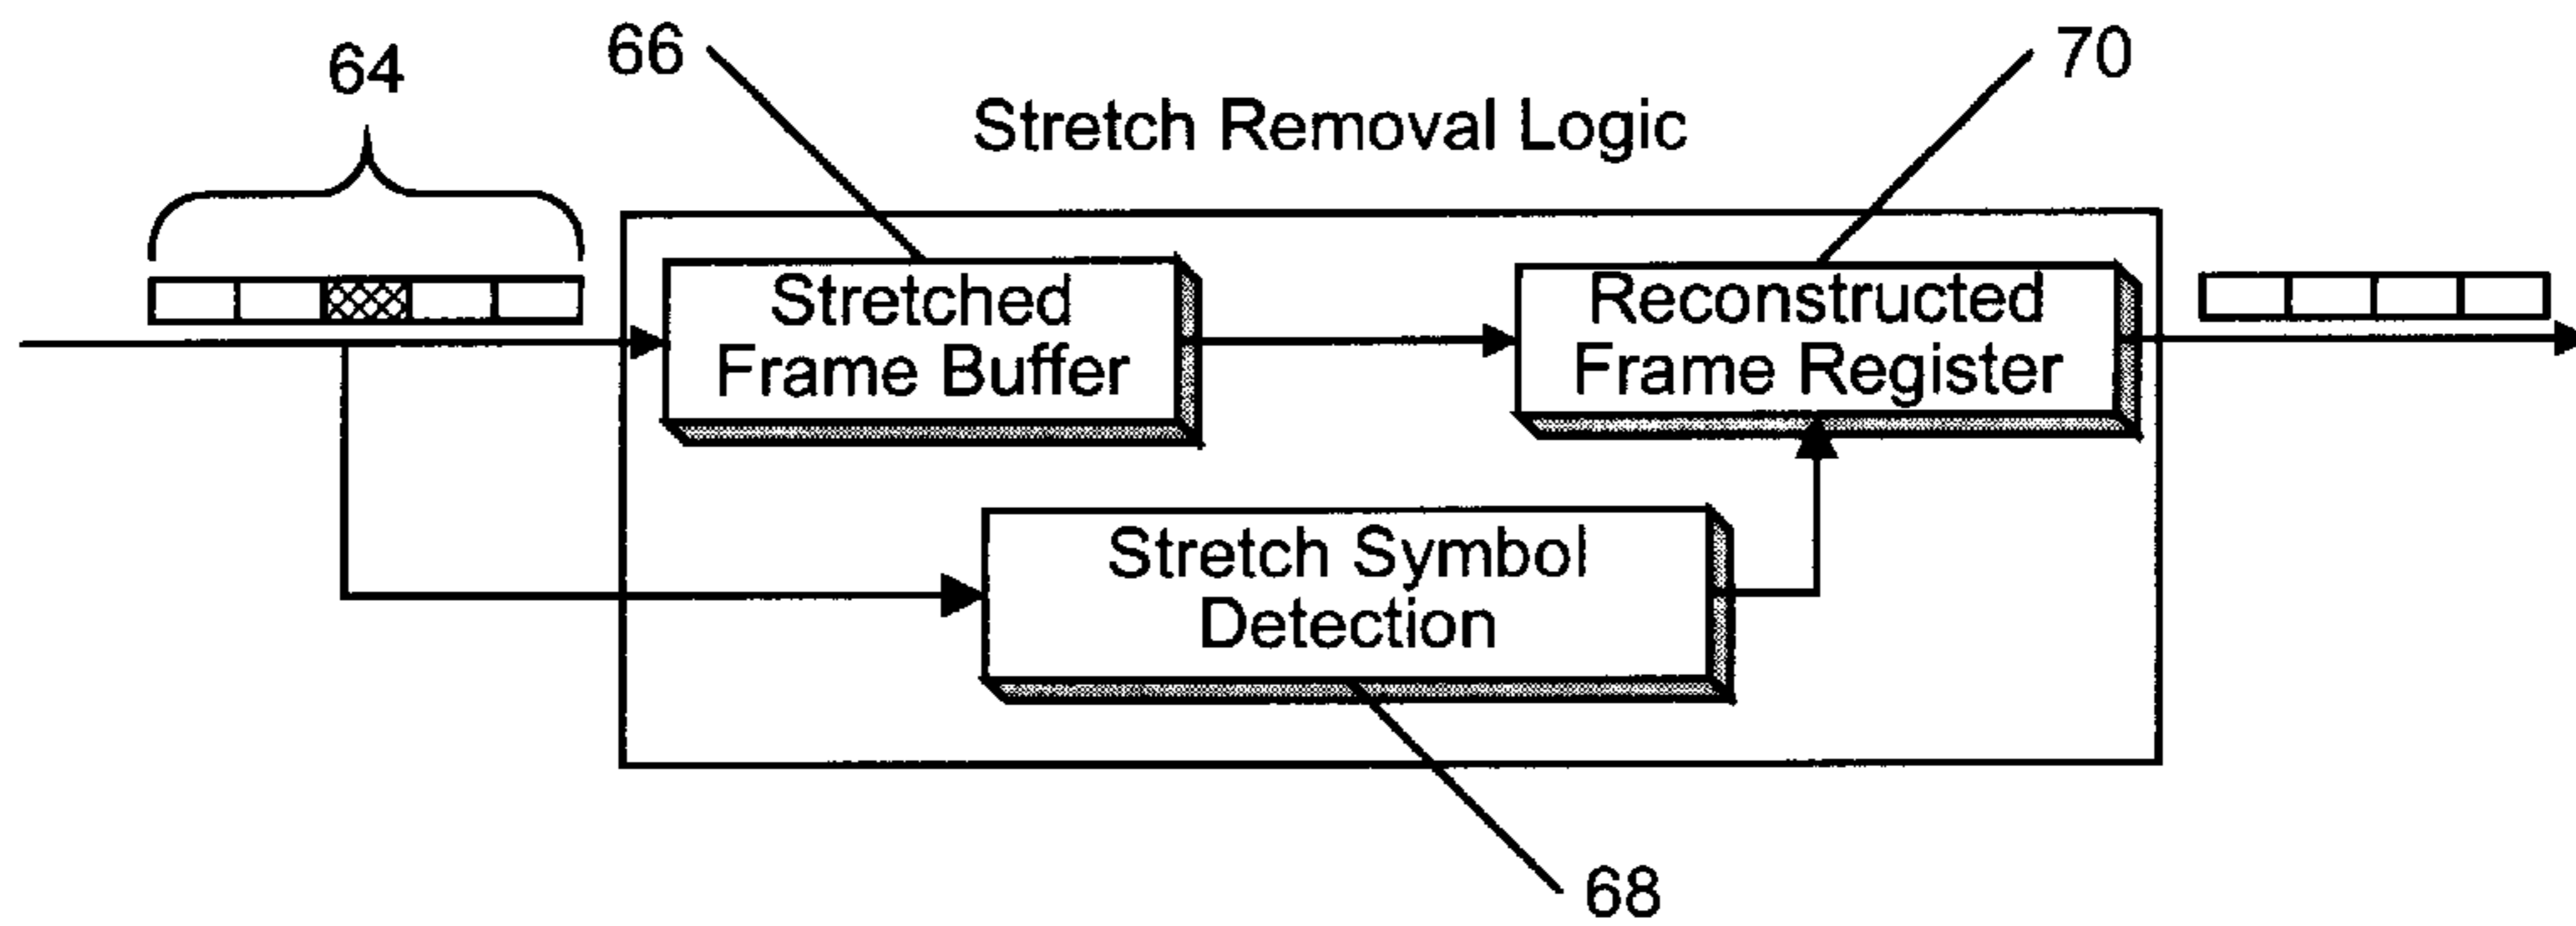 64
66
70
Stretch Removal Logic
Stretched
Frame Buffer
Reconstructed
Frame Register
Stretch Symbol
Detection
68